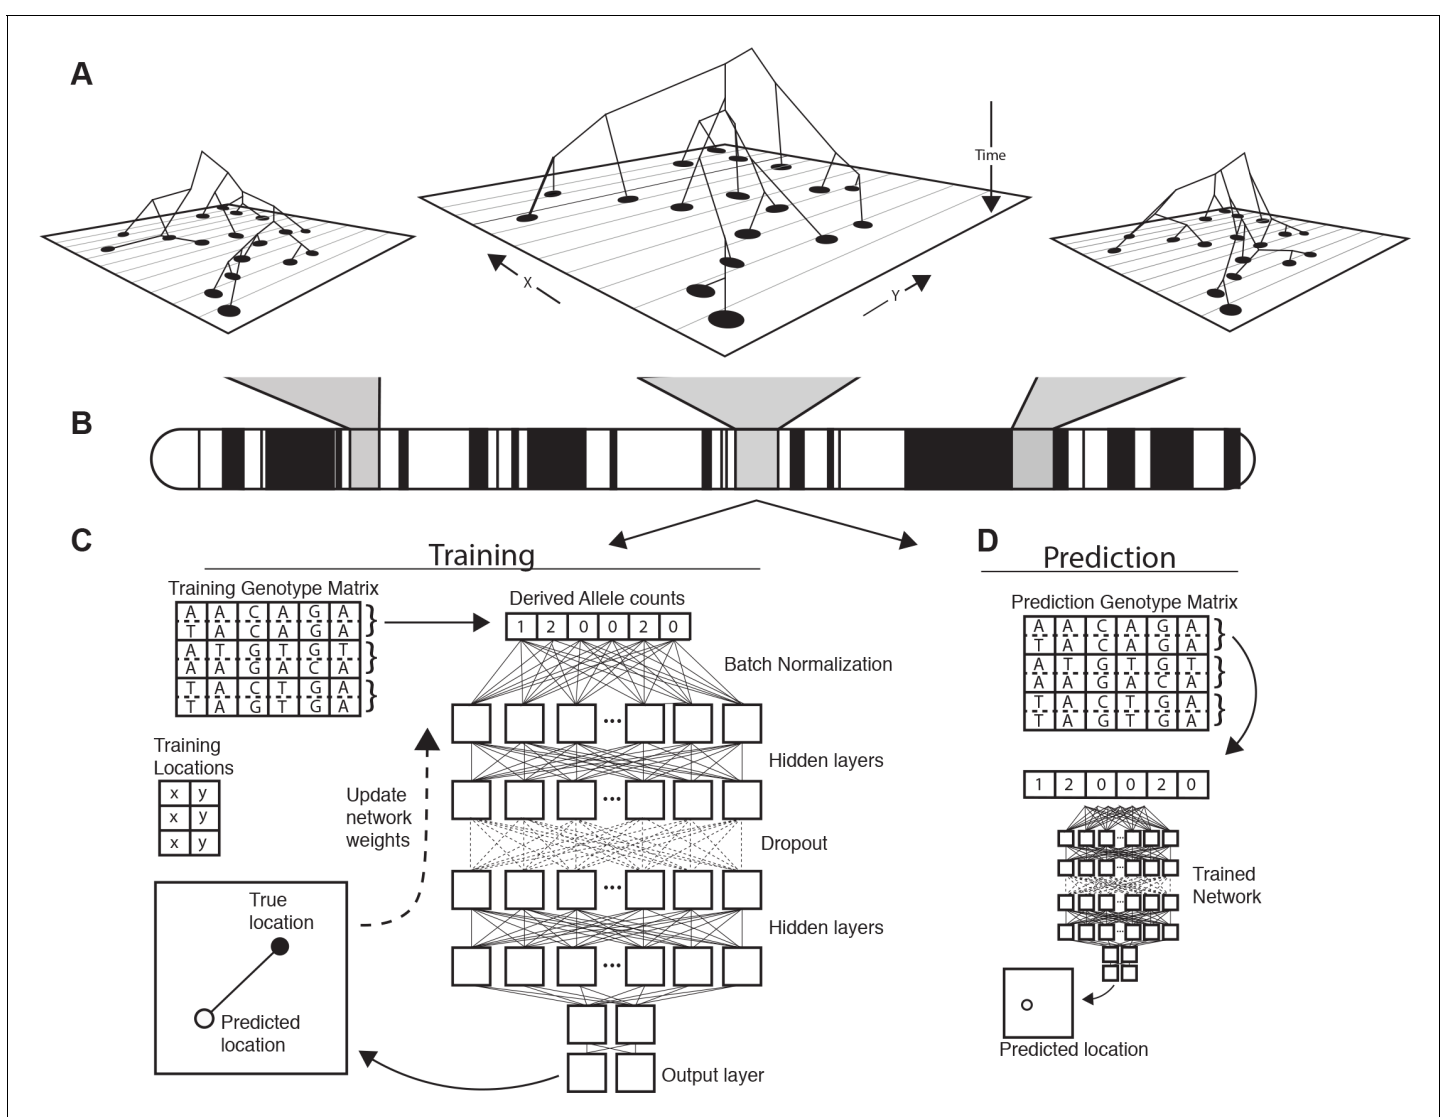 A
Time
X
Y
B
C
Training
Training Genotype Matrix
A A C A G A
T A C A G A
A T G T G T
A A G A C A
T A C T G A
T A G T G A
Derived Allele counts
1 2 0 0 2 0
Batch Normalization
...
Hidden layers
...
Dropout
...
Hidden layers
...
Output layer
Training
Locations
x y
x y
x y
Update
network
weights
True
location
Predicted
location
D
Prediction
Prediction Genotype Matrix
A A C A G A
T A C A G A
A T G T G T
A A G A C A
T A C T G A
T A G T G A
1 2 0 0 2 0
Trained
Network
Predicted location